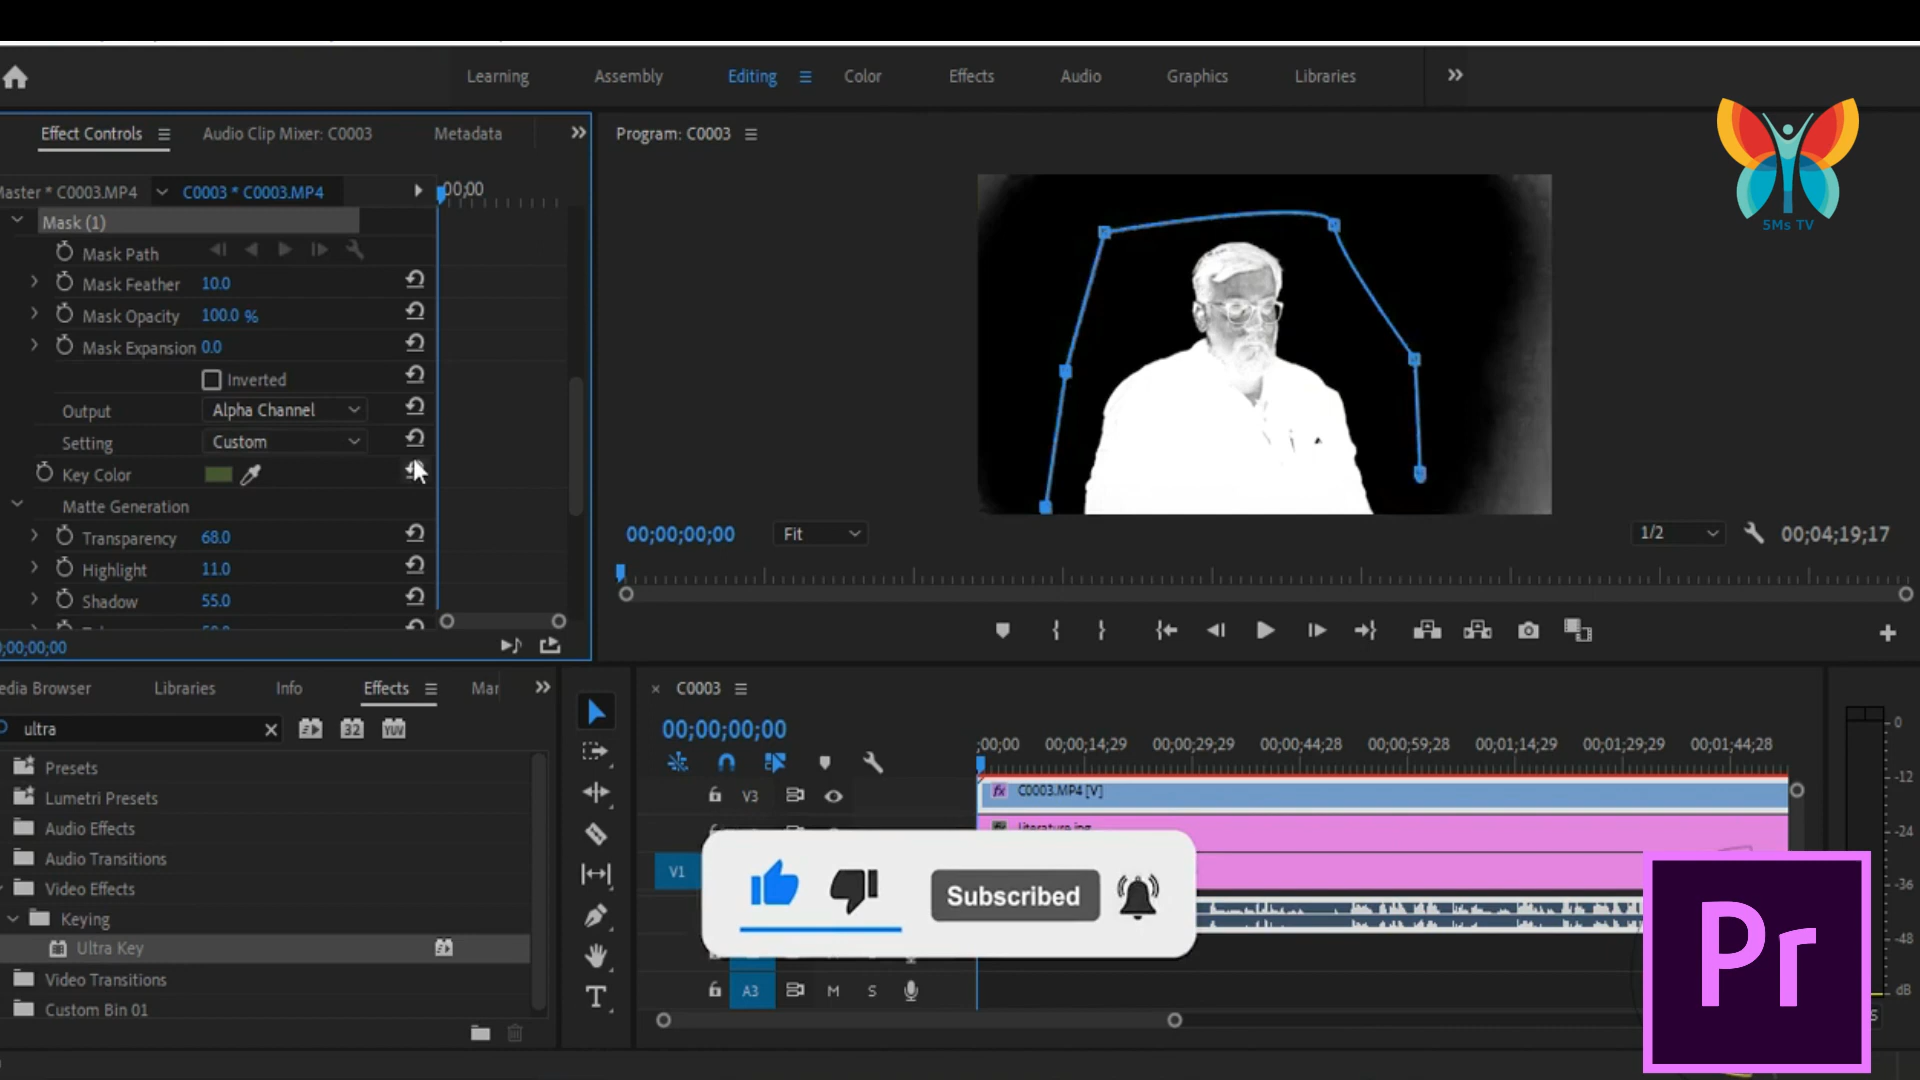 Learning Assembly Editing Color Effects Audio Graphics Libraries
Effect Controls Audio Clip Mixer: C0003 Metadata
Program: C0003
5Ms TV
Master * C0003.MP4 C0003 * C0003.MP4 00;00
Mask (1)
Mask Path
Mask Feather 10.0
Mask Opacity 100.0 %
Mask Expansion 0.0
Inverted
Output Alpha Channel
Setting Custom
Key Color
Matte Generation
Transparency 68.0
Highlight 11.0
Shadow 55.0
00;00;00;00 Fit 1/2 00;04;19;17
;00;00;00
edia Browser Libraries Info Effects Mar
ultra 32 YUV
Presets
Lumetri Presets
Audio Effects
Audio Transitions
Video Effects
Keying
Ultra Key
Video Transitions
Custom Bin 01
C0003
00;00;00;00
;00;00 00;00;14;29 00;00;29;29 00;00;44;28 00;00;59;28 00;01;14;29 00;01;29;29 00;01;44;28
V3 fx C0003.MP4 [V]
literature.jpg
V1
Subscribed
A3 M S
0
-12
-24
-36
-48
dB
S
T
Pr